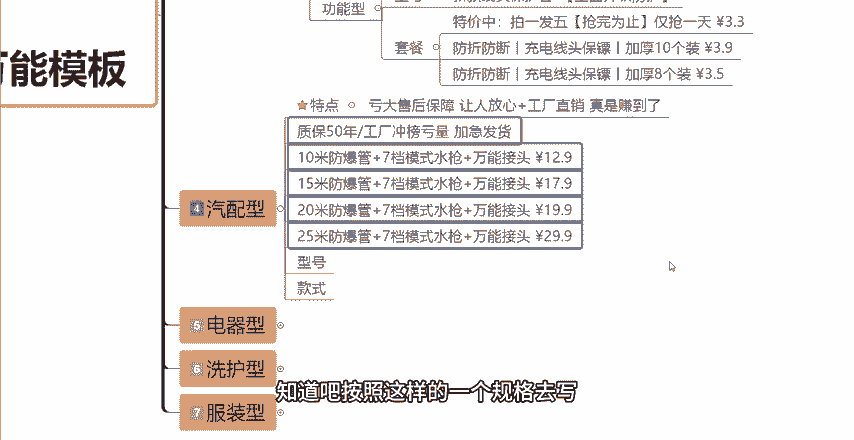 功能型
特价中：拍一发五【抢完为止】仅抢一天 ¥3.3
套餐
防折防断丨充电线头保镖丨加厚10个装 ¥3.9
防折防断丨充电线头保镖丨加厚8个装 ¥3.5
能模板
★特点
亏大售后保障 让人放心+工厂直销 真是赚到了
质保50年/工厂冲榜亏量 加急发货
10米防爆管+7档模式水枪+万能接头 ¥12.9
15米防爆管+7档模式水枪+万能接头 ¥17.9
4 汽配型
20米防爆管+7档模式水枪+万能接头 ¥19.9
25米防爆管+7档模式水枪+万能接头 ¥29.9
型号
款式
5 电器型
6 洗护型
知道吧按照这样的一个规格去写
7 服装型